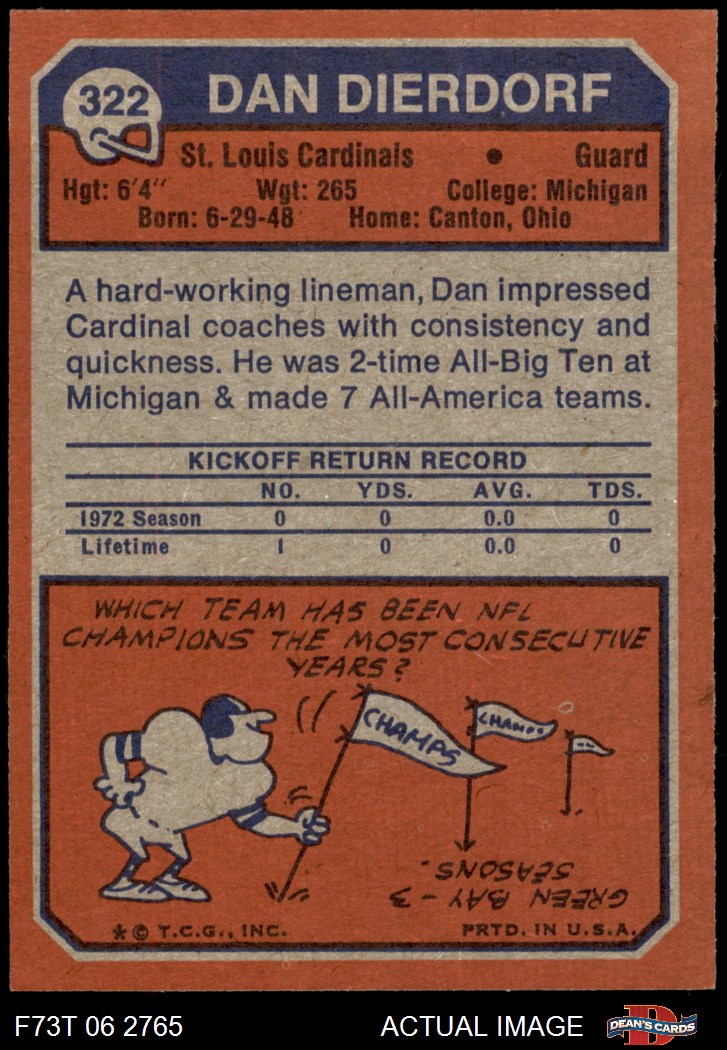 322
DAN DIERDORF
St. Louis Cardinals • Guard
Hgt: 6'4" Wgt: 265 College: Michigan
Born: 6-29-48 Home: Canton, Ohio
A hard-working lineman, Dan impressed
Cardinal coaches with consistency and
quickness. He was 2-time All-Big Ten at
Michigan & made 7 All-America teams.
KICKOFF RETURN RECORD
NO. YDS. AVG. TDS.
1972 Season 0 0 0.0 0
Lifetime 1 0 0.0 0
WHICH TEAM HAS BEEN NFL
CHAMPIONS THE MOST CONSECUTIVE
YEARS?
CHAMPS
CHAMPS
GREEN BAY - 3
SEASONS.
* © T.C.G., INC. PRTD. IN U.S.A.
F73T 06 2765 ACTUAL IMAGE
D
DEAN'S CARDS